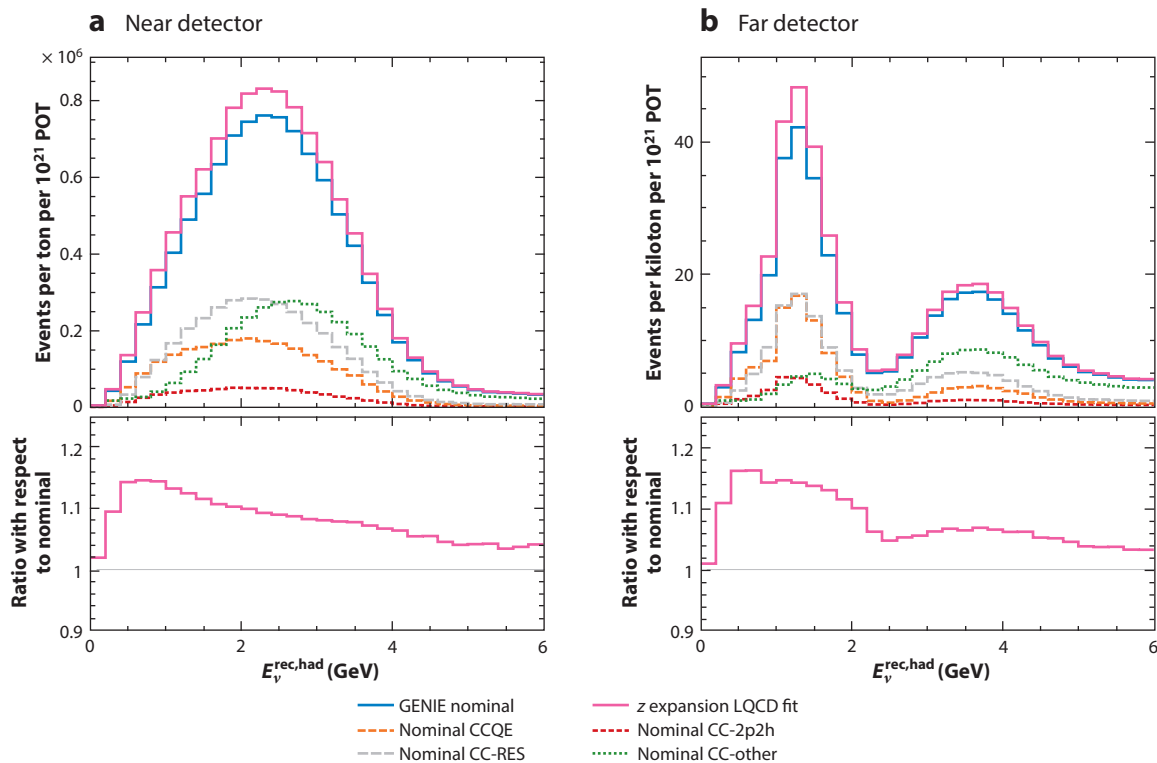 a Near detector
b Far detector
× 10⁶
Events per ton per 10²¹ POT
0.8
0.6
0.4
0.2
0
Events per kiloton per 10²¹ POT
40
20
0
Ratio with respect
to nominal
1.2
1.1
1
0.9
Ratio with respect
to nominal
1.2
1.1
1
0.9
0 2 4 6
0 2 4 6
E_ν^rec,had (GeV)
E_ν^rec,had (GeV)
GENIE nominal
z expansion LQCD fit
Nominal CCQE
Nominal CC-2p2h
Nominal CC-RES
Nominal CC-other